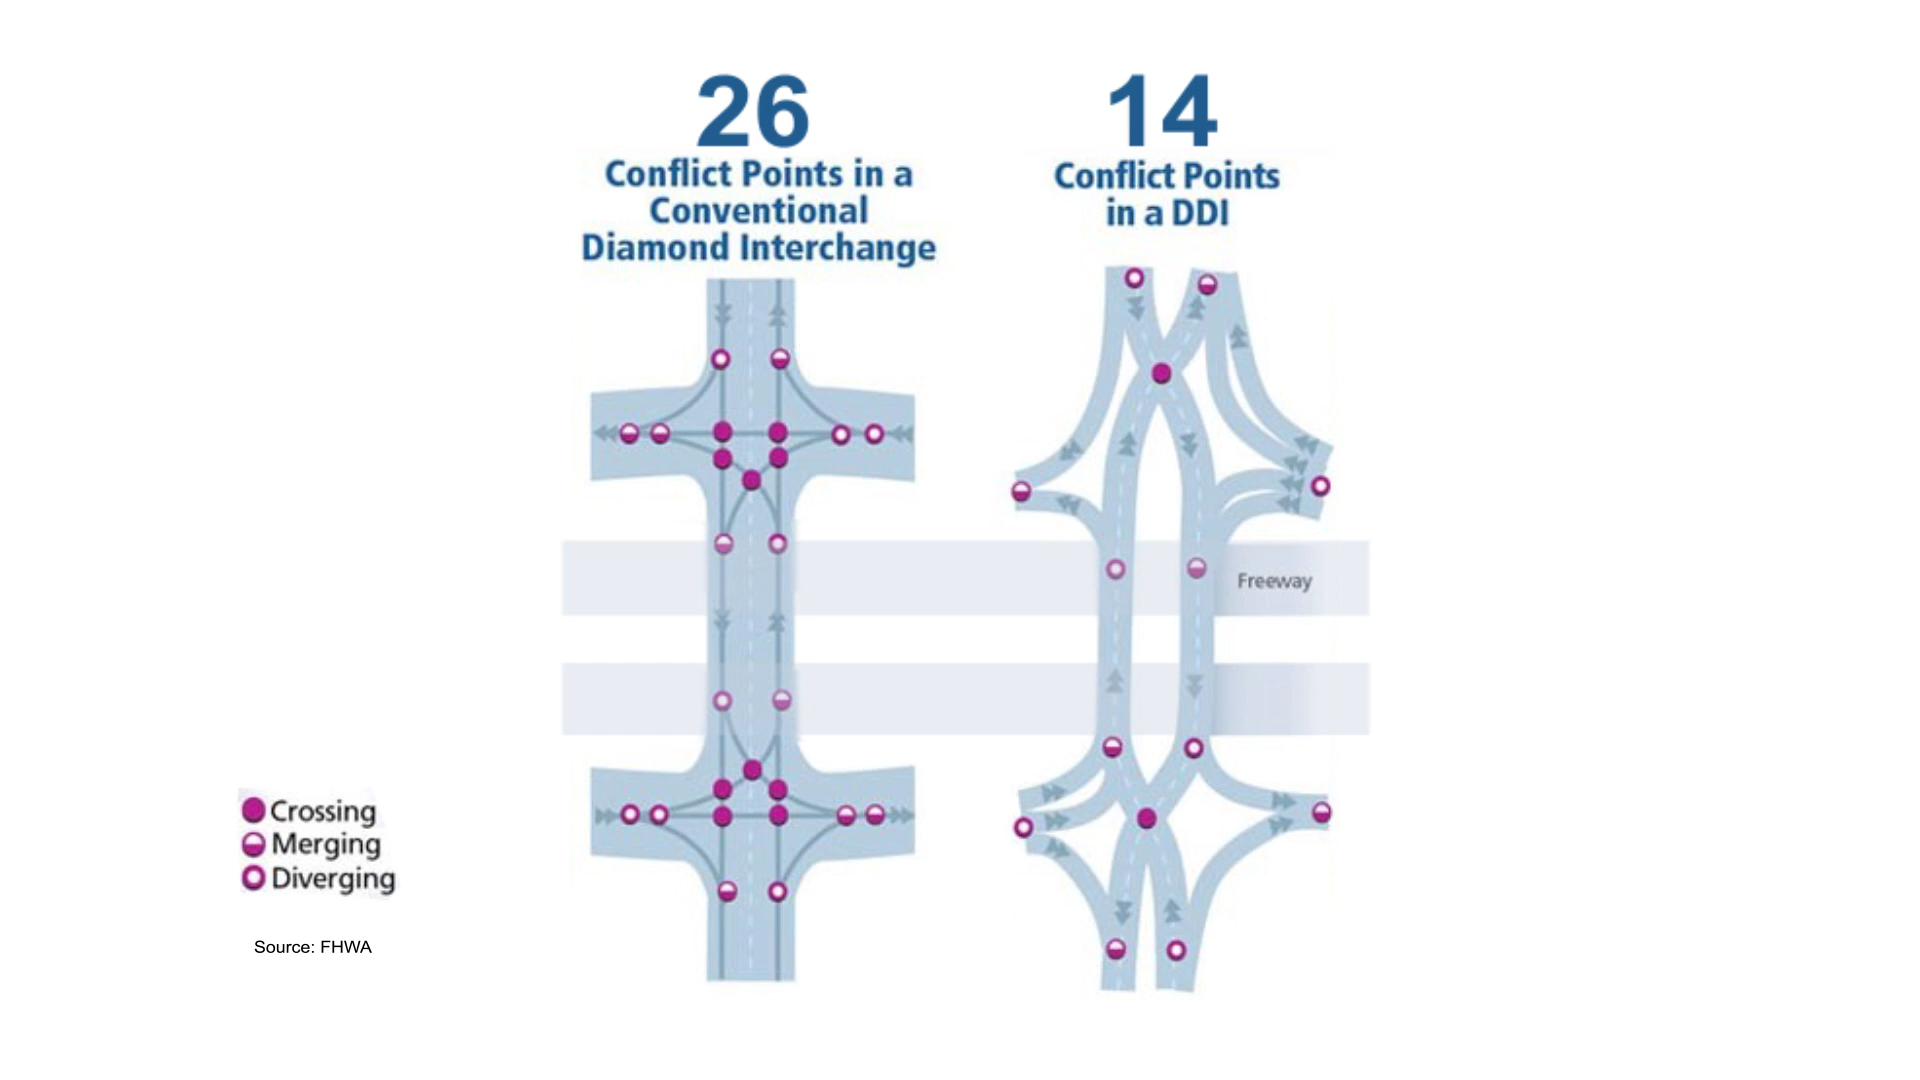 26
Conflict Points in a
Conventional
Diamond Interchange
14
Conflict Points
in a DDI
Freeway
Crossing
Merging
Diverging
Source: FHWA